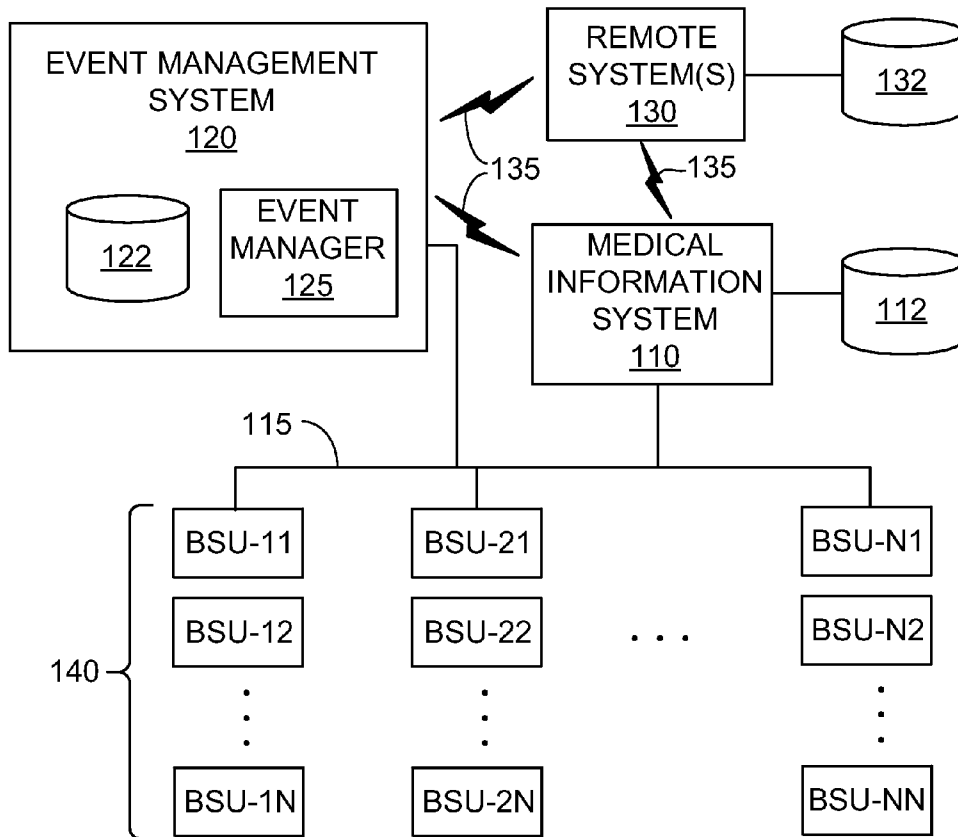 EVENT MANAGEMENT
SYSTEM
120
122
EVENT
MANAGER
125
REMOTE
SYSTEM(S)
130
132
135
135
MEDICAL
INFORMATION
SYSTEM
110
112
115
140
BSU-11
BSU-21
BSU-N1
BSU-12
BSU-22
. . .
BSU-N2
BSU-1N
BSU-2N
BSU-NN